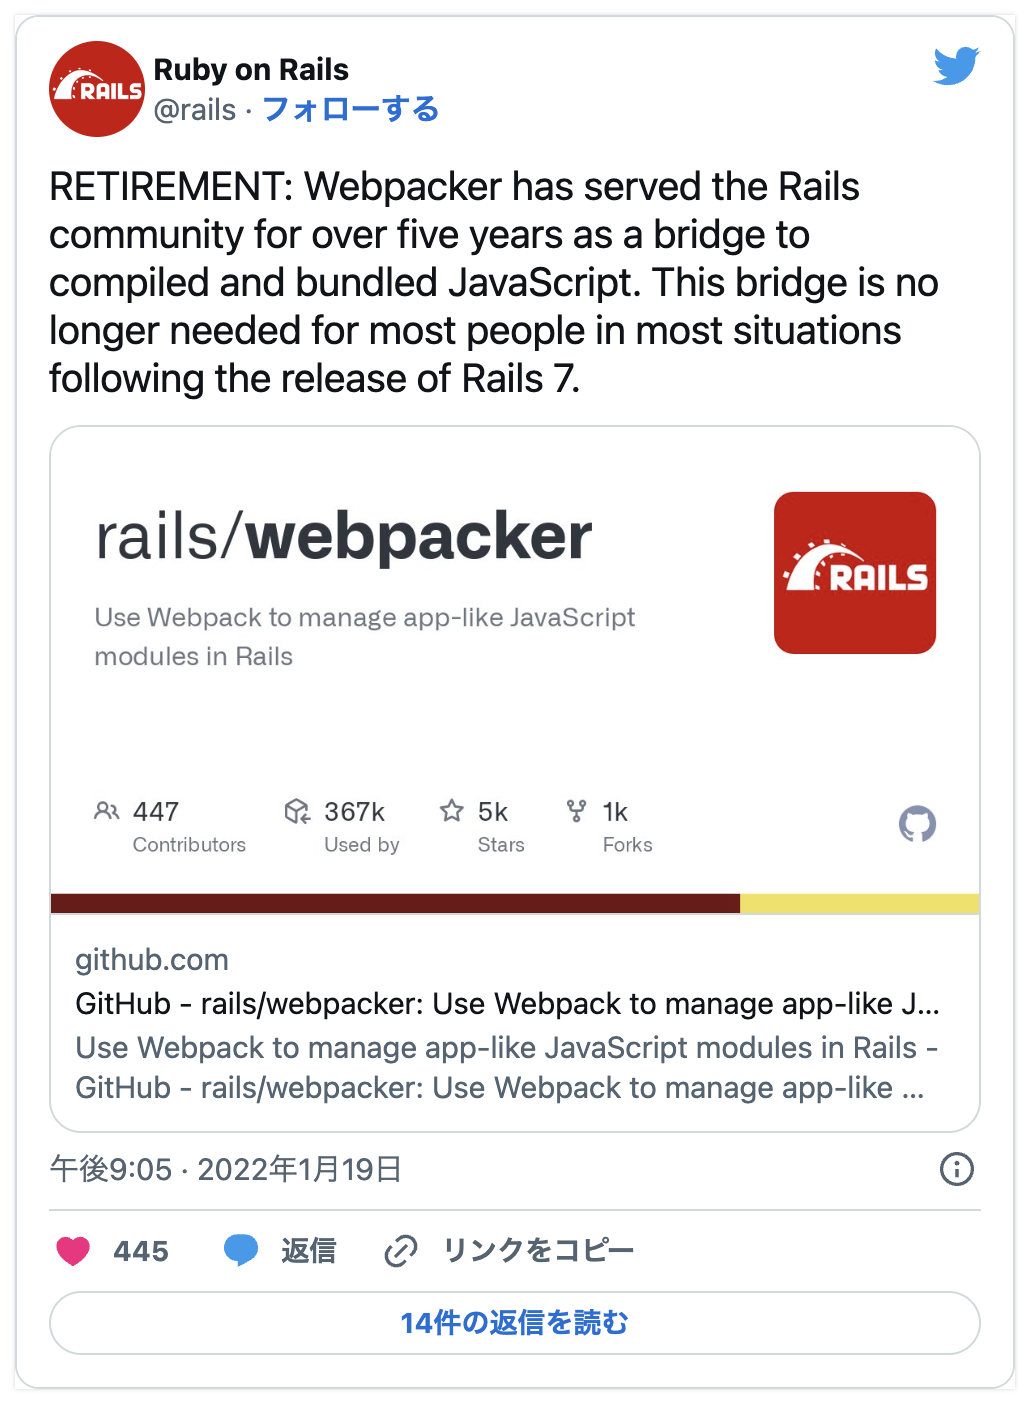 RAILS
Ruby on Rails
@rails · フォローする
RETIREMENT: Webpacker has served the Rails
community for over five years as a bridge to
compiled and bundled JavaScript. This bridge is no
longer needed for most people in most situations
following the release of Rails 7.
rails/webpacker
RAILS
Use Webpack to manage app-like JavaScript
modules in Rails
447 367k 5k 1k
Contributors Used by Stars Forks
github.com
GitHub - rails/webpacker: Use Webpack to manage app-like J...
Use Webpack to manage app-like JavaScript modules in Rails -
GitHub - rails/webpacker: Use Webpack to manage app-like ...
午後9:05 · 2022年1月19日
445 返信 リンクをコピー
14件の返信を読む